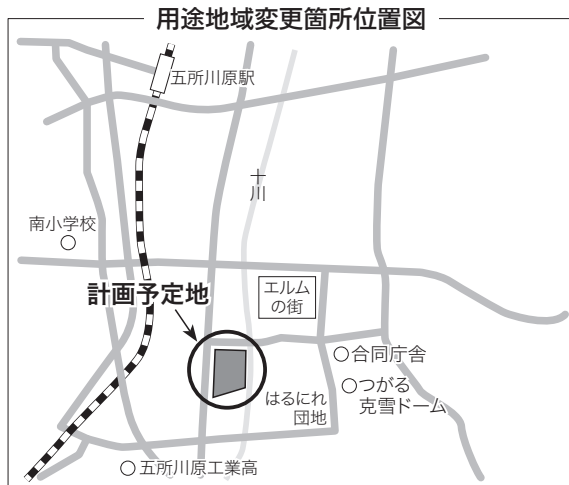 用途地域変更箇所位置図
五所川原駅
十川
南小学校
エルム
の街
計画予定地
合同庁舎
つがる
克雪ドーム
はるにれ
団地
五所川原工業高